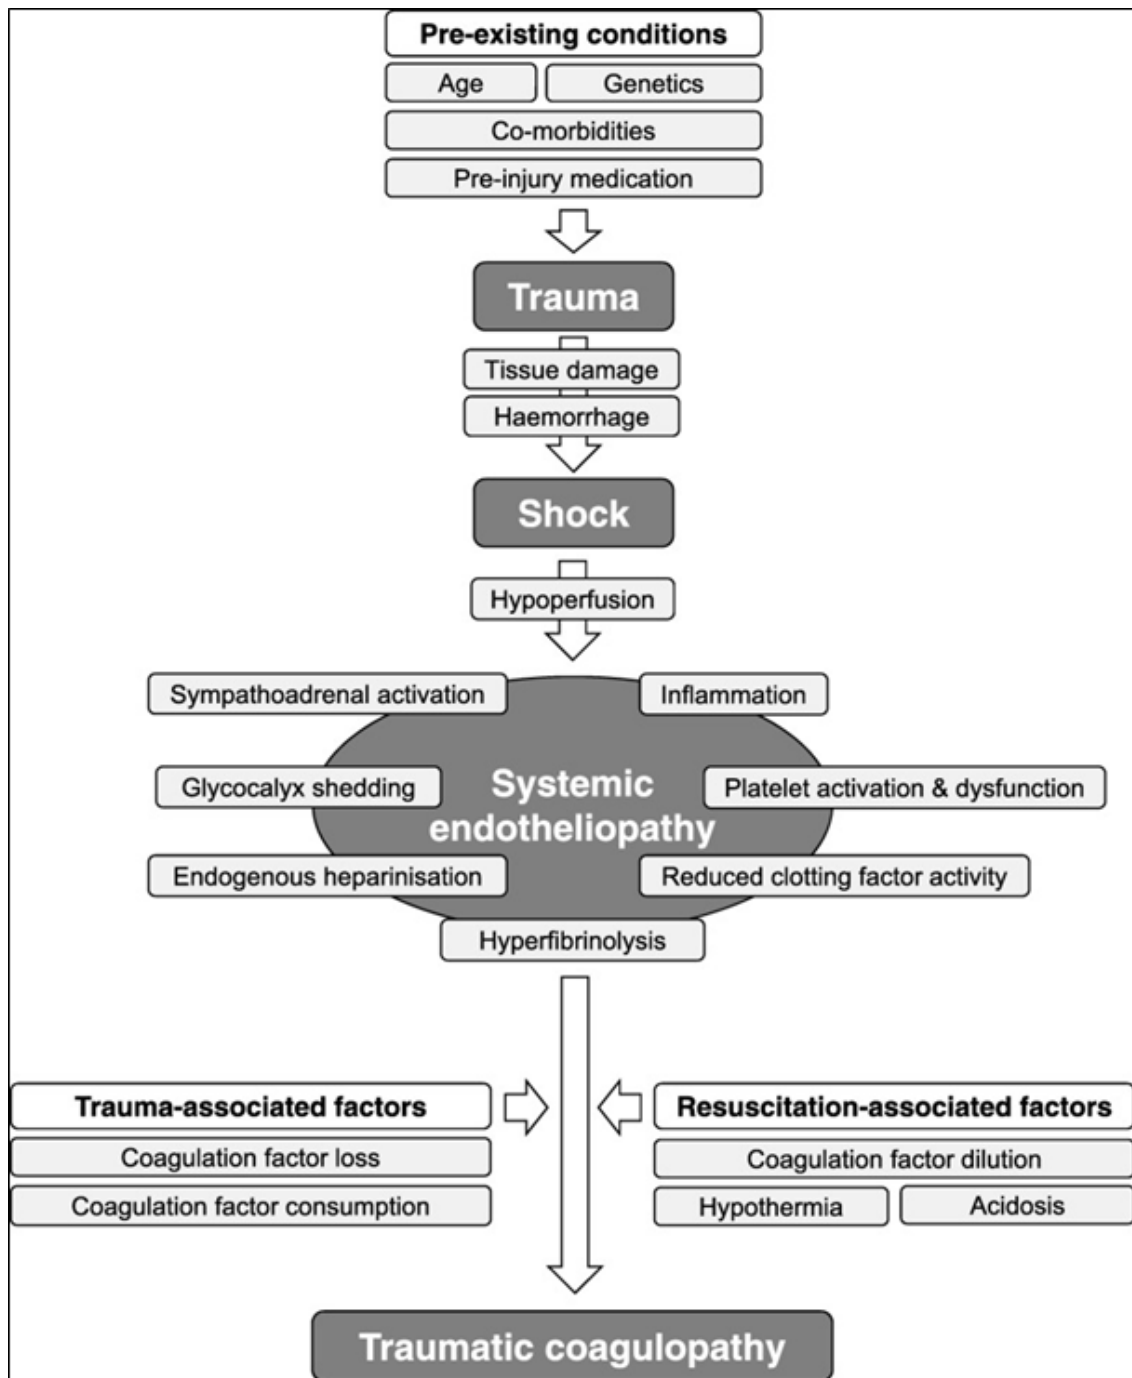 Pre-existing conditions
Age
Genetics
Co-morbidities
Pre-injury medication
Trauma
Tissue damage
Haemorrhage
Shock
Hypoperfusion
Sympathoadrenal activation
Inflammation
Glycocalyx shedding
Systemic
endotheliopathy
Platelet activation & dysfunction
Endogenous heparinisation
Reduced clotting factor activity
Hyperfibrinolysis
Trauma-associated factors
Coagulation factor loss
Coagulation factor consumption
Resuscitation-associated factors
Coagulation factor dilution
Hypothermia
Acidosis
Traumatic coagulopathy